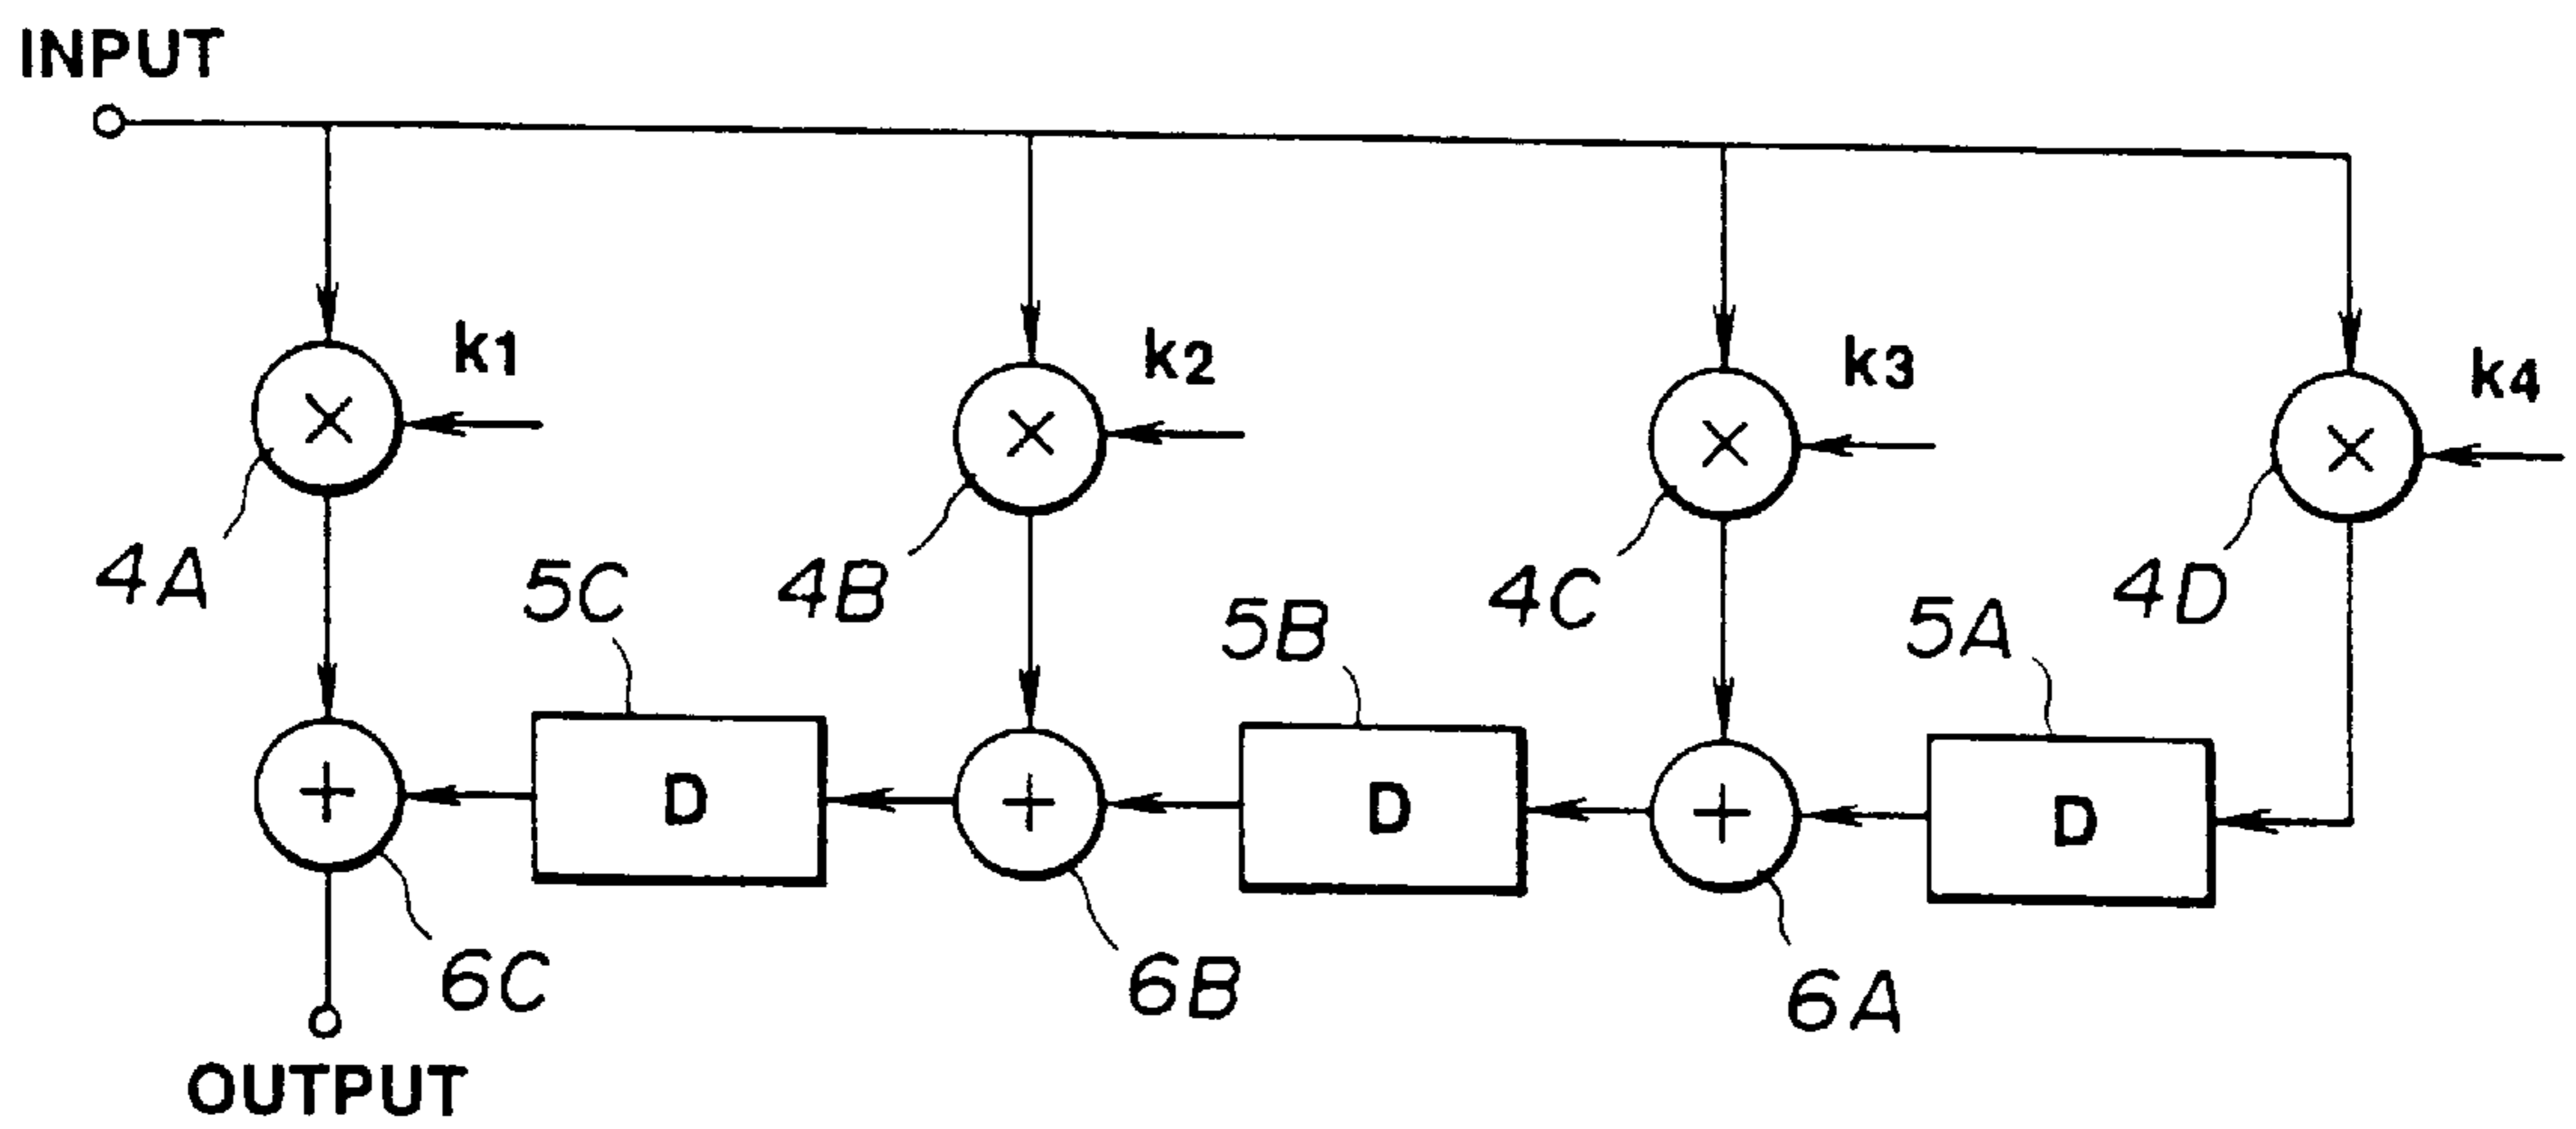 INPUT
k1
k2
k3
k4
4A
5C
4B
5B
4C
5A
4D
× × × ×
+ D + D + D
6C
6B
6A
OUTPUT